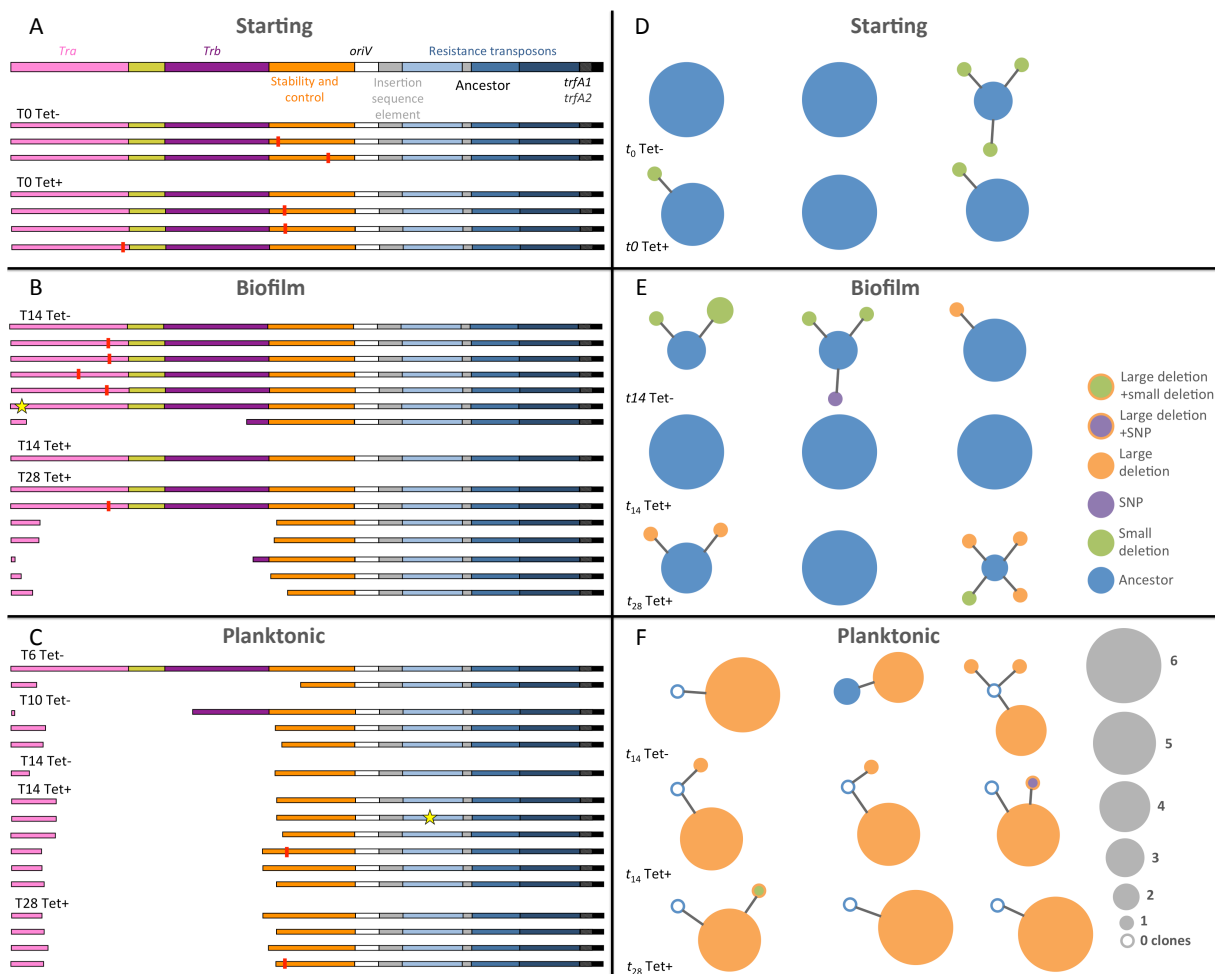 A
Starting
Tra
Trb
oriV
Resistance transposons
Stability and
control
Insertion
sequence
element
Ancestor
trfA1
trfA2
T0 Tet-
T0 Tet+
B
Biofilm
T14 Tet-
T14 Tet+
T28 Tet+
C
Planktonic
T6 Tet-
T10 Tet-
T14 Tet-
T14 Tet+
T28 Tet+
D
Starting
t0 Tet-
t0 Tet+
E
Biofilm
t14 Tet-
t14 Tet+
t28 Tet+
Large deletion
+small deletion
Large deletion
+SNP
Large
deletion
SNP
Small
deletion
Ancestor
F
Planktonic
t14 Tet-
t14 Tet+
t28 Tet+
6
5
4
3
2
1
0 clones